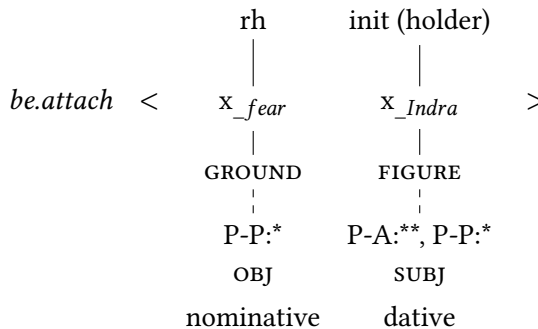 rh init (holder)
be.attach < x_fear x_Indra >
GROUND FIGURE
P-P:* P-A:**, P-P:*
OBJ SUBJ
nominative dative